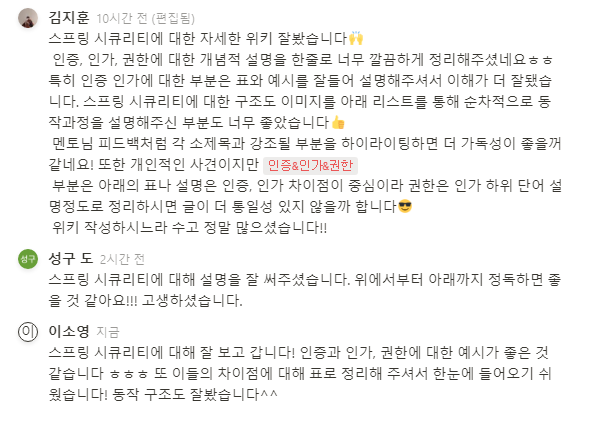 김지훈 10시간 전 (편집됨)
스프링 시큐리티에 대한 자세한 위키 잘봤습니다🙌
인증, 인가, 권한에 대한 개념적 설명을 한줄로 너무 깔끔하게 정리해주셨네요ㅎㅎ
특히 인증 인가에 대한 부분은 표와 예시를 잘들어 설명해주셔서 이해가 더 잘됐습
니다. 스프링 시큐리티에 대한 구조도 이미지를 아래 리스트를 통해 순차적으로 동
작과정을 설명해주신 부분도 너무 좋았습니다👍
멘토님 피드백처럼 각 소제목과 강조될 부분을 하이라이팅하면 더 가독성이 좋을꺼
같네요! 또한 개인적인 사견이지만 인증&인가&권한
부분은 아래의 표나 설명은 인증, 인가 차이점이 중심이라 권한은 인가 하위 단어 설
명정도로 정리하시면 글이 더 통일성 있지 않을까 합니다😎
위키 작성하시느라 수고 정말 많으셨습니다!!
성구 성구 도 2시간 전
스프링 시큐리티에 대해 설명을 잘 써주셨습니다. 위에서부터 아래까지 정독하면 좋
을 것 같아요!!! 고생하셨습니다.
이 이소영 지금
스프링 시큐리티에 대해 잘 보고 갑니다! 인증과 인가, 권한에 대한 예시가 좋은 것
같습니다 ㅎㅎㅎ 또 이들의 차이점에 대해 표로 정리해 주셔서 한눈에 들어오기 쉬
웠습니다! 동작 구조도 잘봤습니다^^